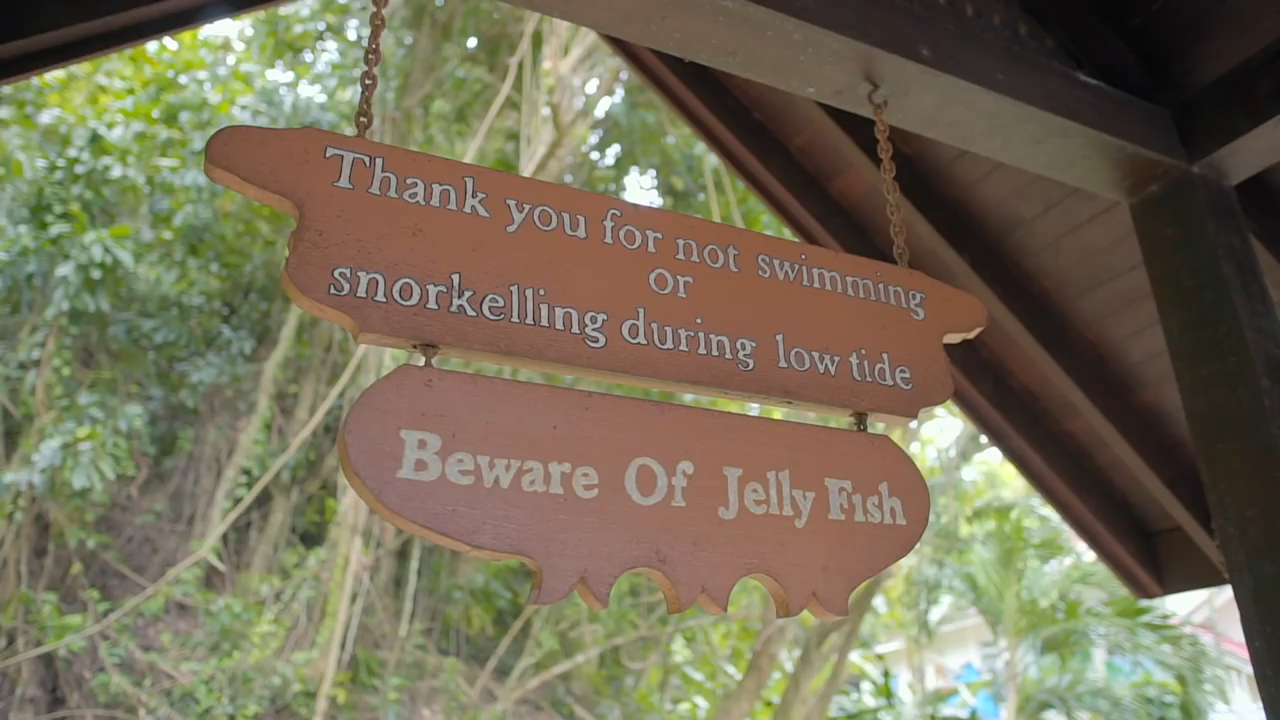 Thank you for not swimming
or
snorkelling during low tide
Beware Of Jelly Fish